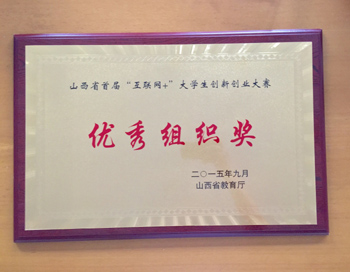 山西省首届“互联网+”大学生创新创业大赛
优秀组织奖
二〇一五年九月
山西省教育厅